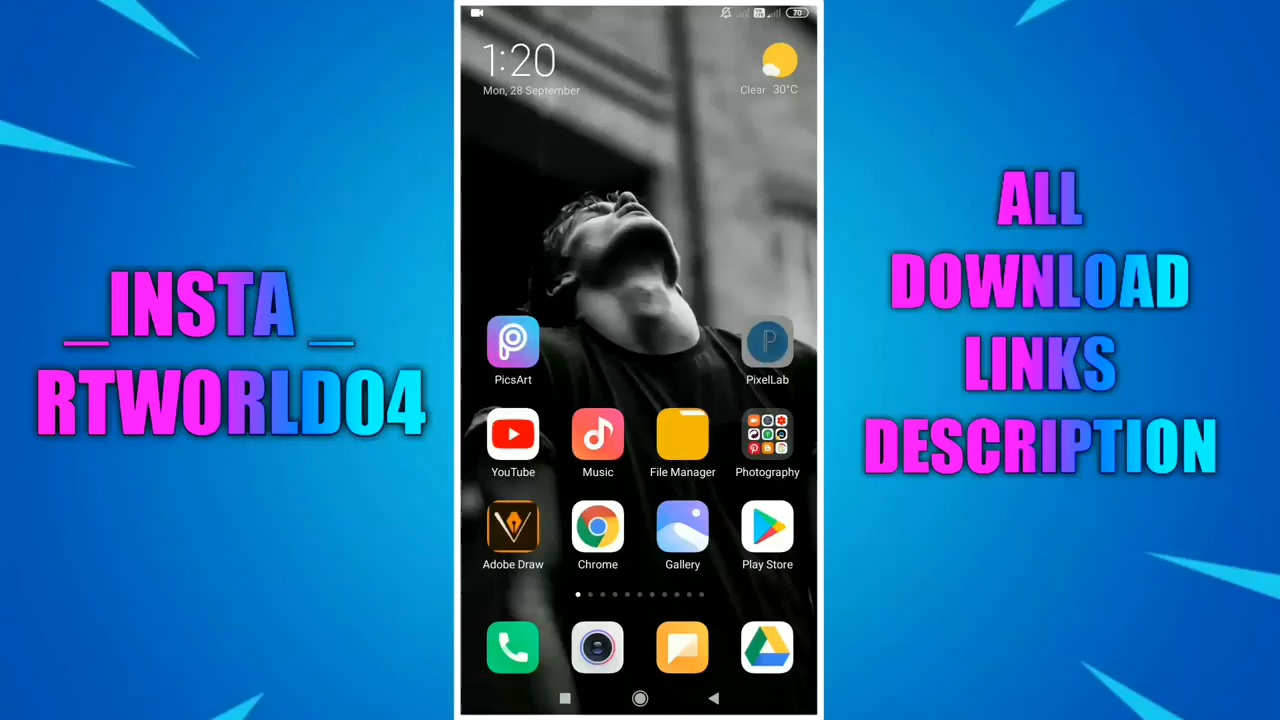 _INSTA _
RTWORLD04
70
1:20
Mon, 28 September
Clear 30°C
PicsArt
PixelLab
YouTube
Music
File Manager
Photography
Adobe Draw
Chrome
Gallery
Play Store
ALL
DOWNLOAD
LINKS
DESCRIPTION